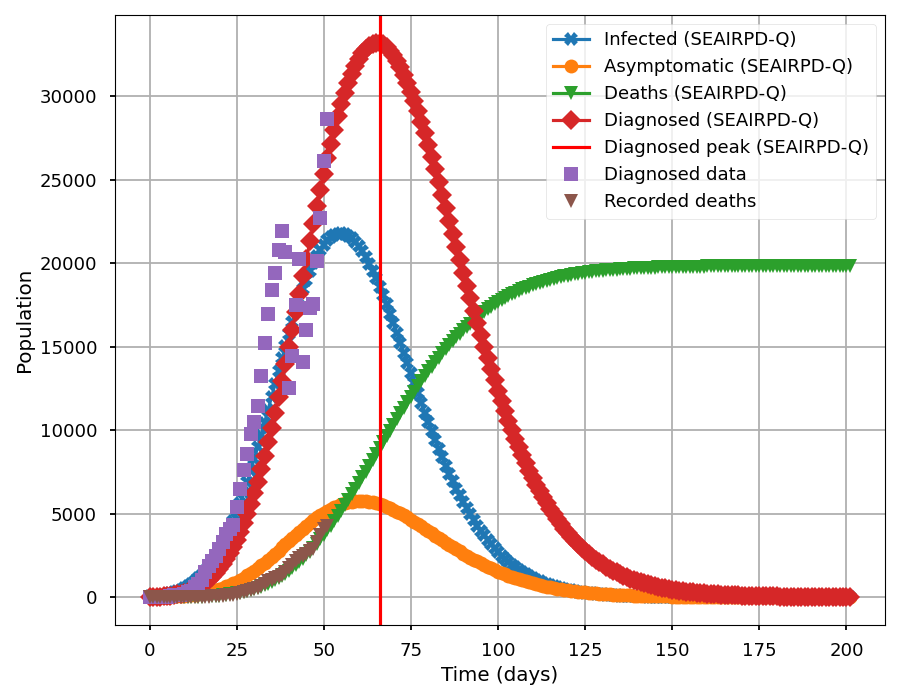 Infected (SEAIRPD-Q)
Asymptomatic (SEAIRPD-Q)
Deaths (SEAIRPD-Q)
Diagnosed (SEAIRPD-Q)
Diagnosed peak (SEAIRPD-Q)
Diagnosed data
Recorded deaths
30000
25000
20000
15000
10000
5000
0
Population
0 25 50 75 100 125 150 175 200
Time (days)